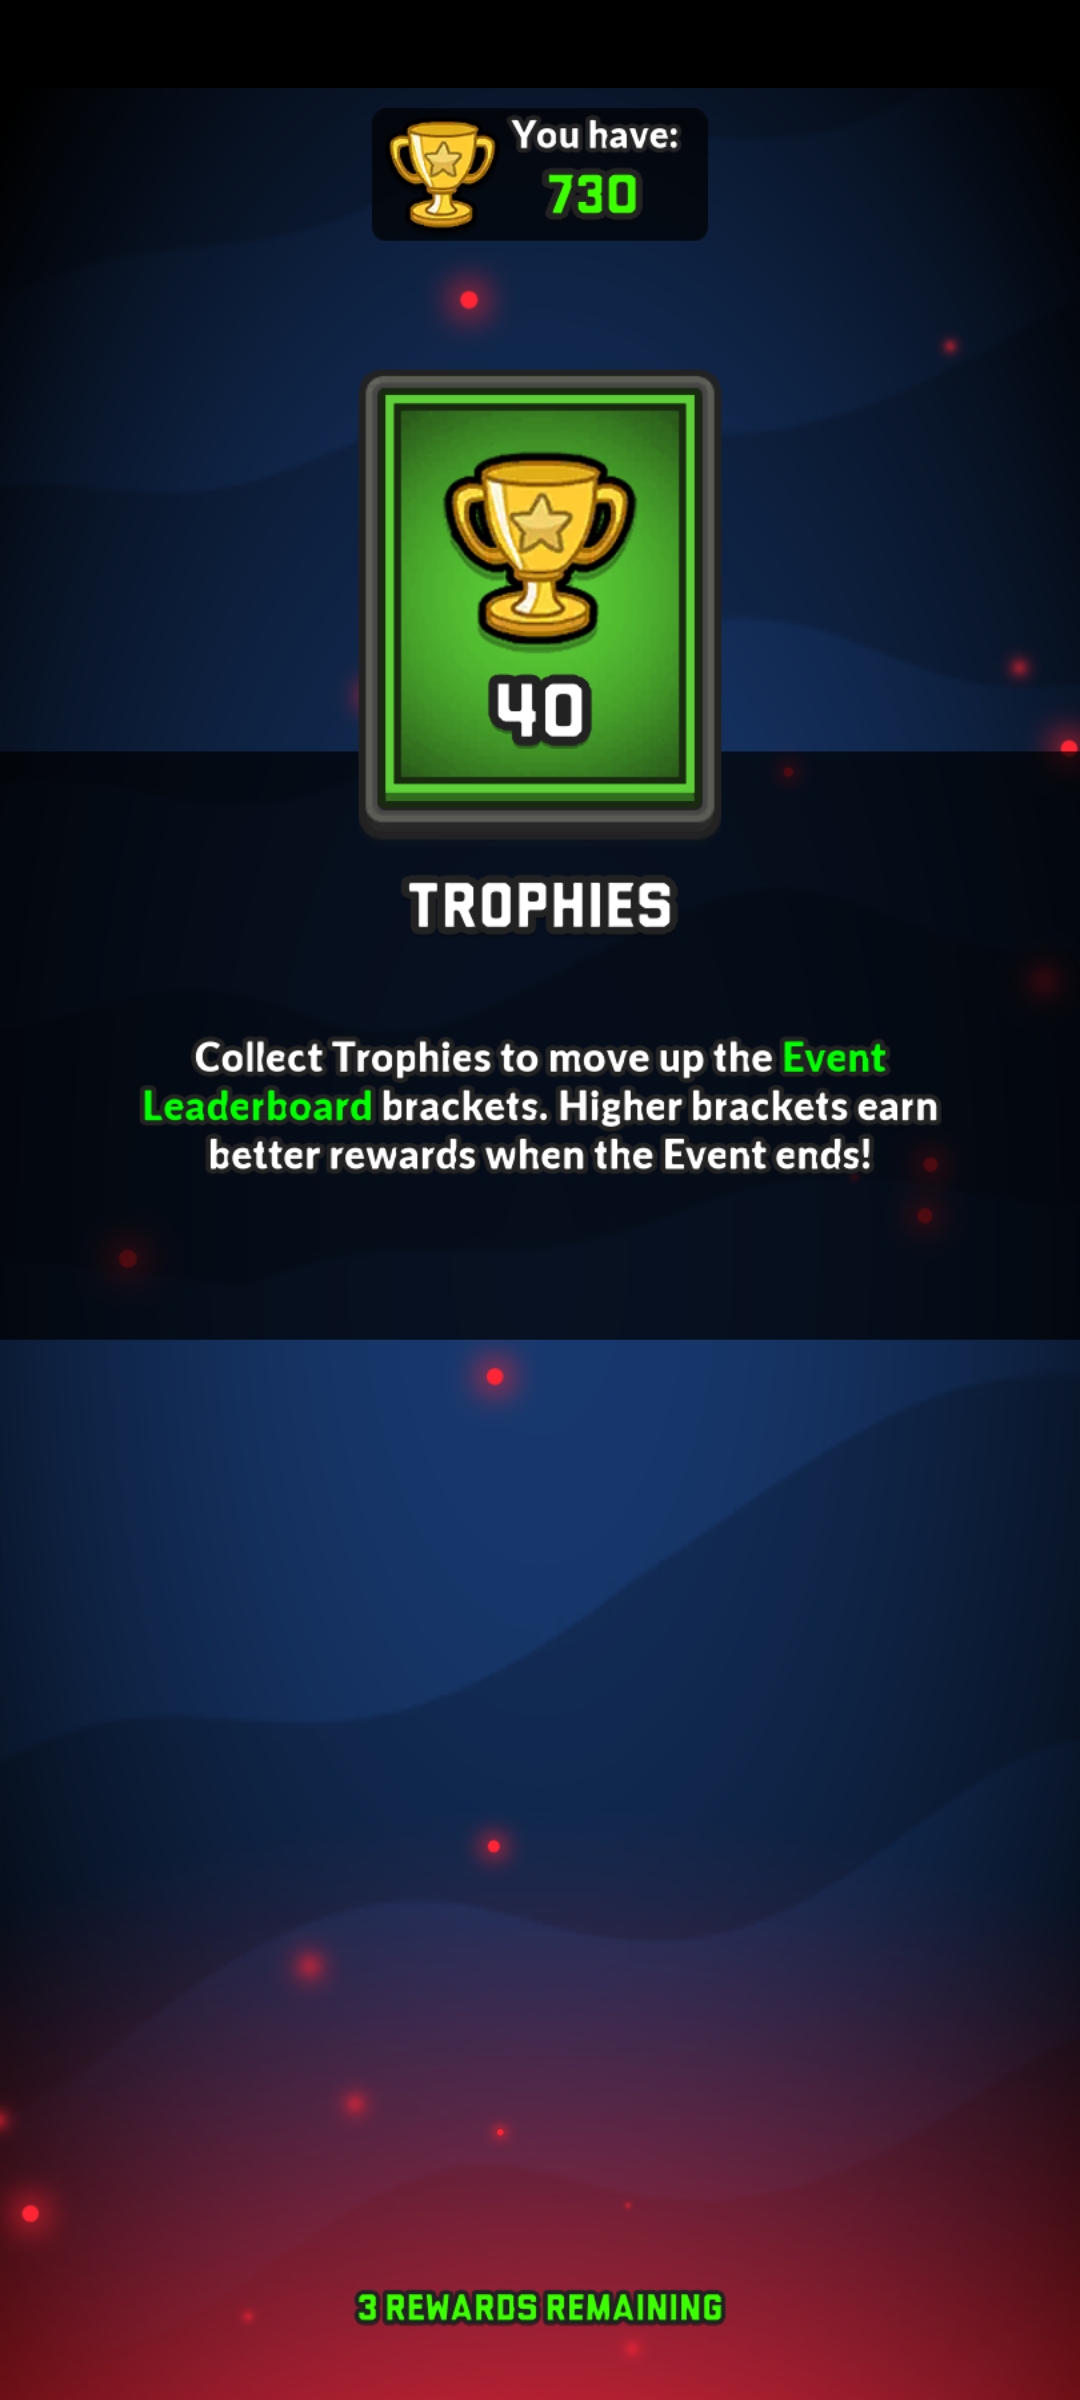 You have:
730
40
TROPHIES
Collect Trophies to move up the Event
Leaderboard brackets. Higher brackets earn
better rewards when the Event ends!
3 REWARDS REMAINING